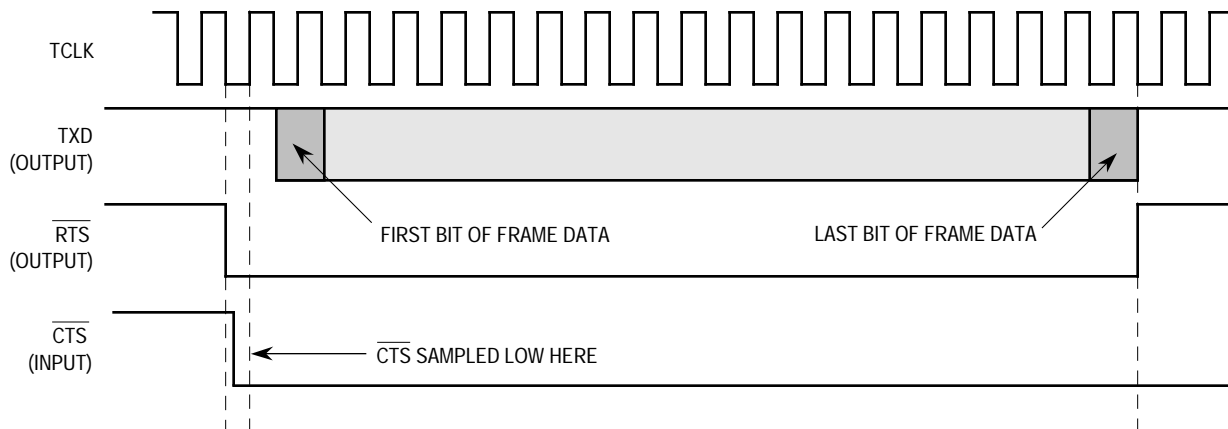 TCLK
TXD
(OUTPUT)
FIRST BIT OF FRAME DATA
LAST BIT OF FRAME DATA
RTS
(OUTPUT)
CTS
(INPUT)
CTS SAMPLED LOW HERE